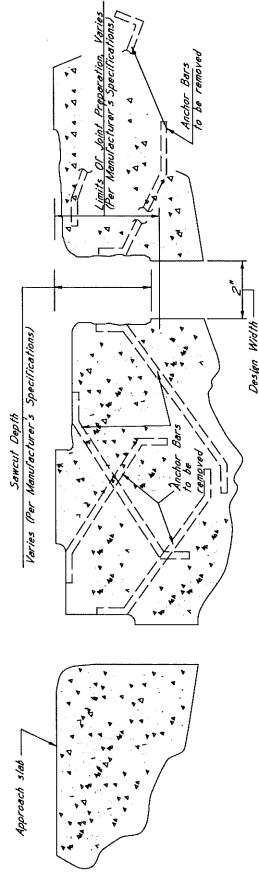 Approach slab
Sawcut Depth
Varies (Per Manufacturer's Specifications)
Anchor Bars
to be
removed
Design Width
2"
Limits Of Joint Preparation, Varies
(Per Manufacturer's Specifications)
Anchor Bars
to be removed